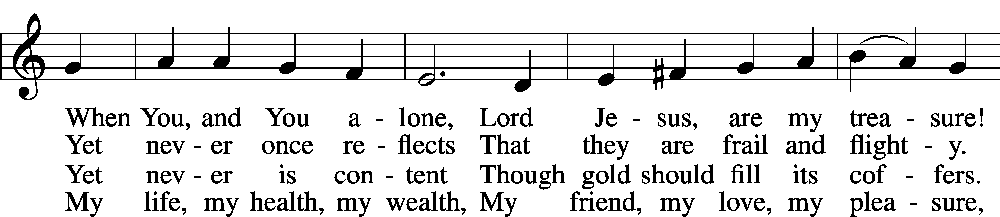 When You, and You a - lone, Lord Je - sus, are my trea - sure!
Yet nev - er once re - flects That they are frail and flight - y.
Yet nev - er is con - tent Though gold should fill its cof - fers.
My life, my health, my wealth, My friend, my love, my plea - sure,